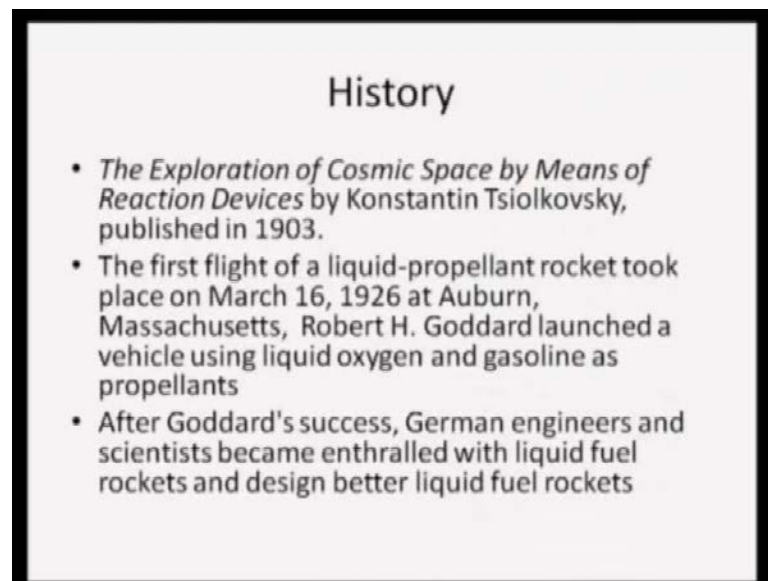 History
• The Exploration of Cosmic Space by Means of
Reaction Devices by Konstantin Tsiolkovsky,
published in 1903.
• The first flight of a liquid-propellant rocket took
place on March 16, 1926 at Auburn,
Massachusetts, Robert H. Goddard launched a
vehicle using liquid oxygen and gasoline as
propellants
• After Goddard's success, German engineers and
scientists became enthralled with liquid fuel
rockets and design better liquid fuel rockets